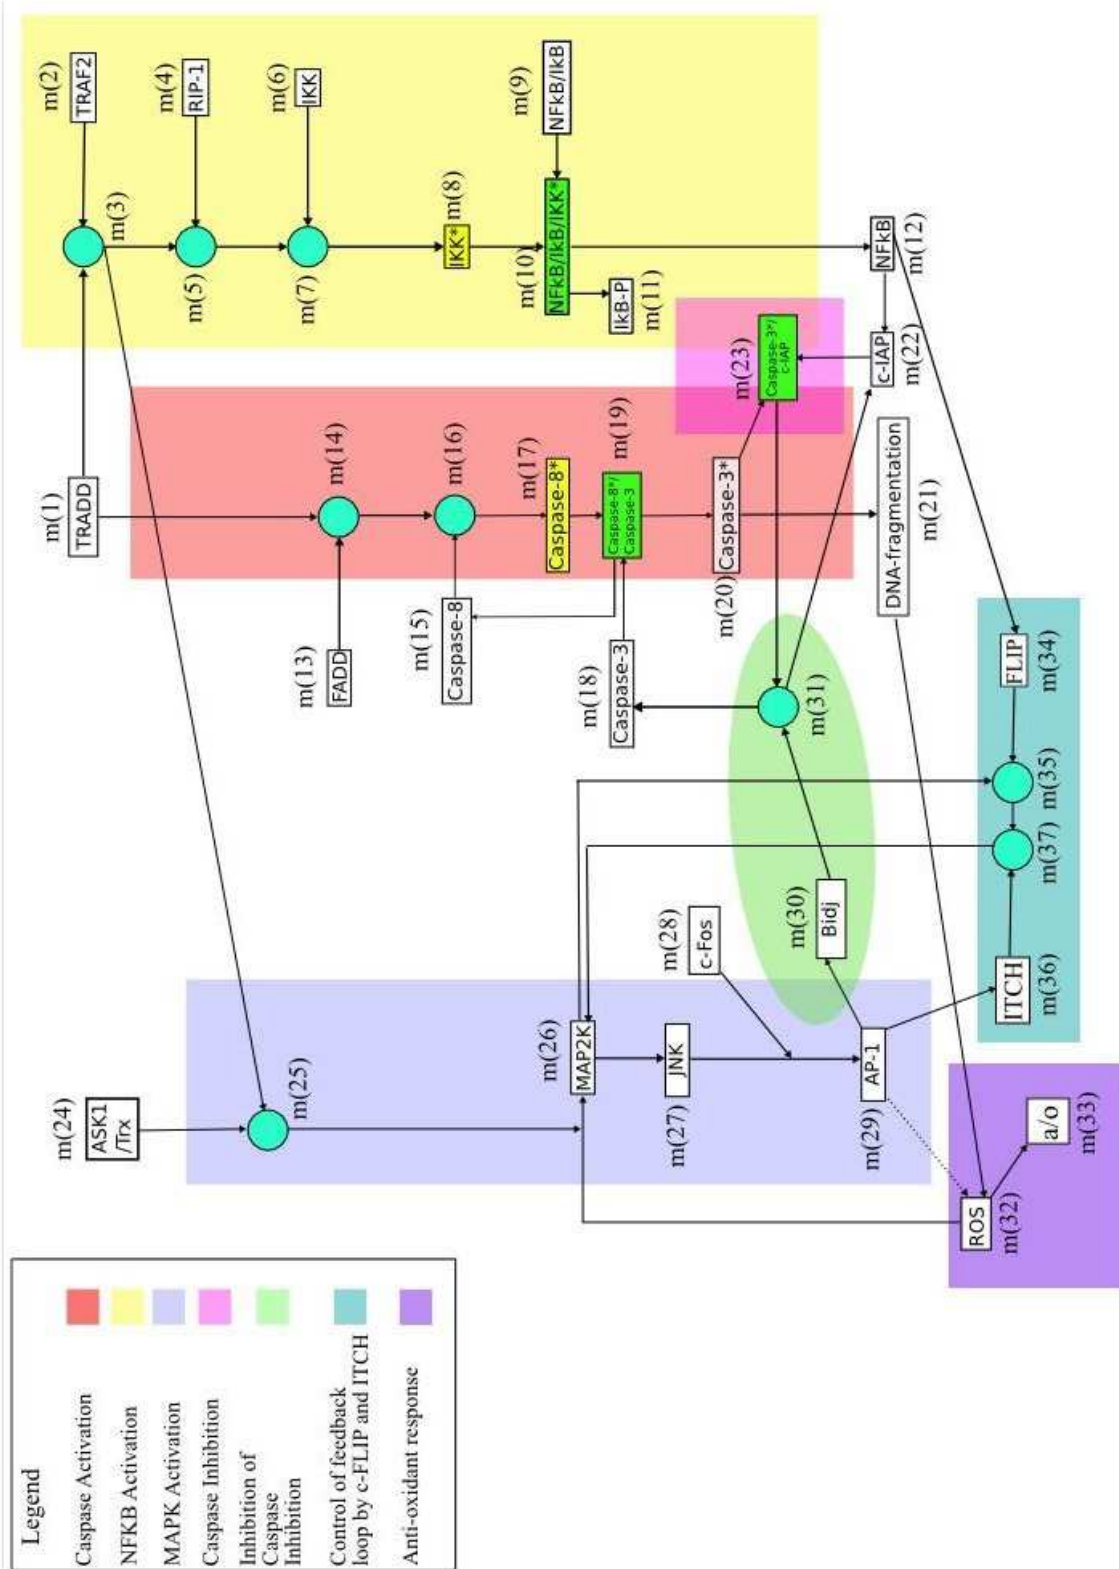 m(1)
TRADD
m(2)
TRAF2
m(3)
m(4)
RIP-1
m(5)
m(6)
IKK
m(7)
IKK*
m(8)
m(9)
NFkB/IkB
m(10)
NFkB/IkB/IKK*
IkB-P
m(11)
NFkB
m(12)
m(13)
FADD
m(14)
m(15)
Caspase-8
m(16)
m(17)
Caspase-8*
m(18)
Caspase-3
Caspase-8*/
Caspase-3
m(19)
m(20)
Caspase-3*
DNA-fragmentation
m(21)
c-IAP
m(22)
m(23)
Caspase-3*/
c-IAP
m(24)
ASK1
/Trx
m(25)
m(26)
MAP2K
JNK
m(27)
m(28)
c-Fos
AP-1
m(29)
m(30)
Bidj
m(31)
ROS
m(32)
a/o
m(33)
FLIP
m(34)
m(35)
ITCH
m(36)
m(37)
Legend
Caspase Activation
NFKB Activation
MAPK Activation
Caspase Inhibition
Inhibition of
Caspase
Inhibition
Control of feedback
loop by c-FLIP and ITCH
Anti-oxidant response